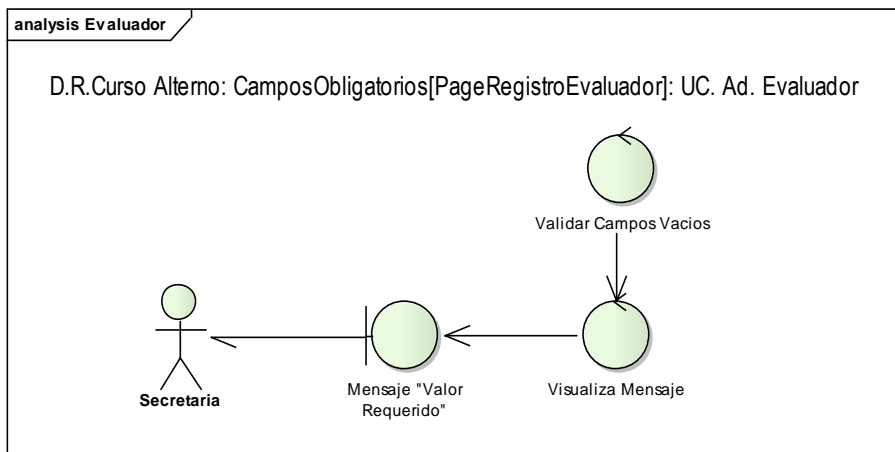 analysis Evaluador
D.R.Curso Alterno: CamposObligatorios[PageRegistroEvaluador]: UC. Ad. Evaluador
Validar Campos Vacios
Secretaria
Mensaje "Valor
Requerido"
Visualiza Mensaje